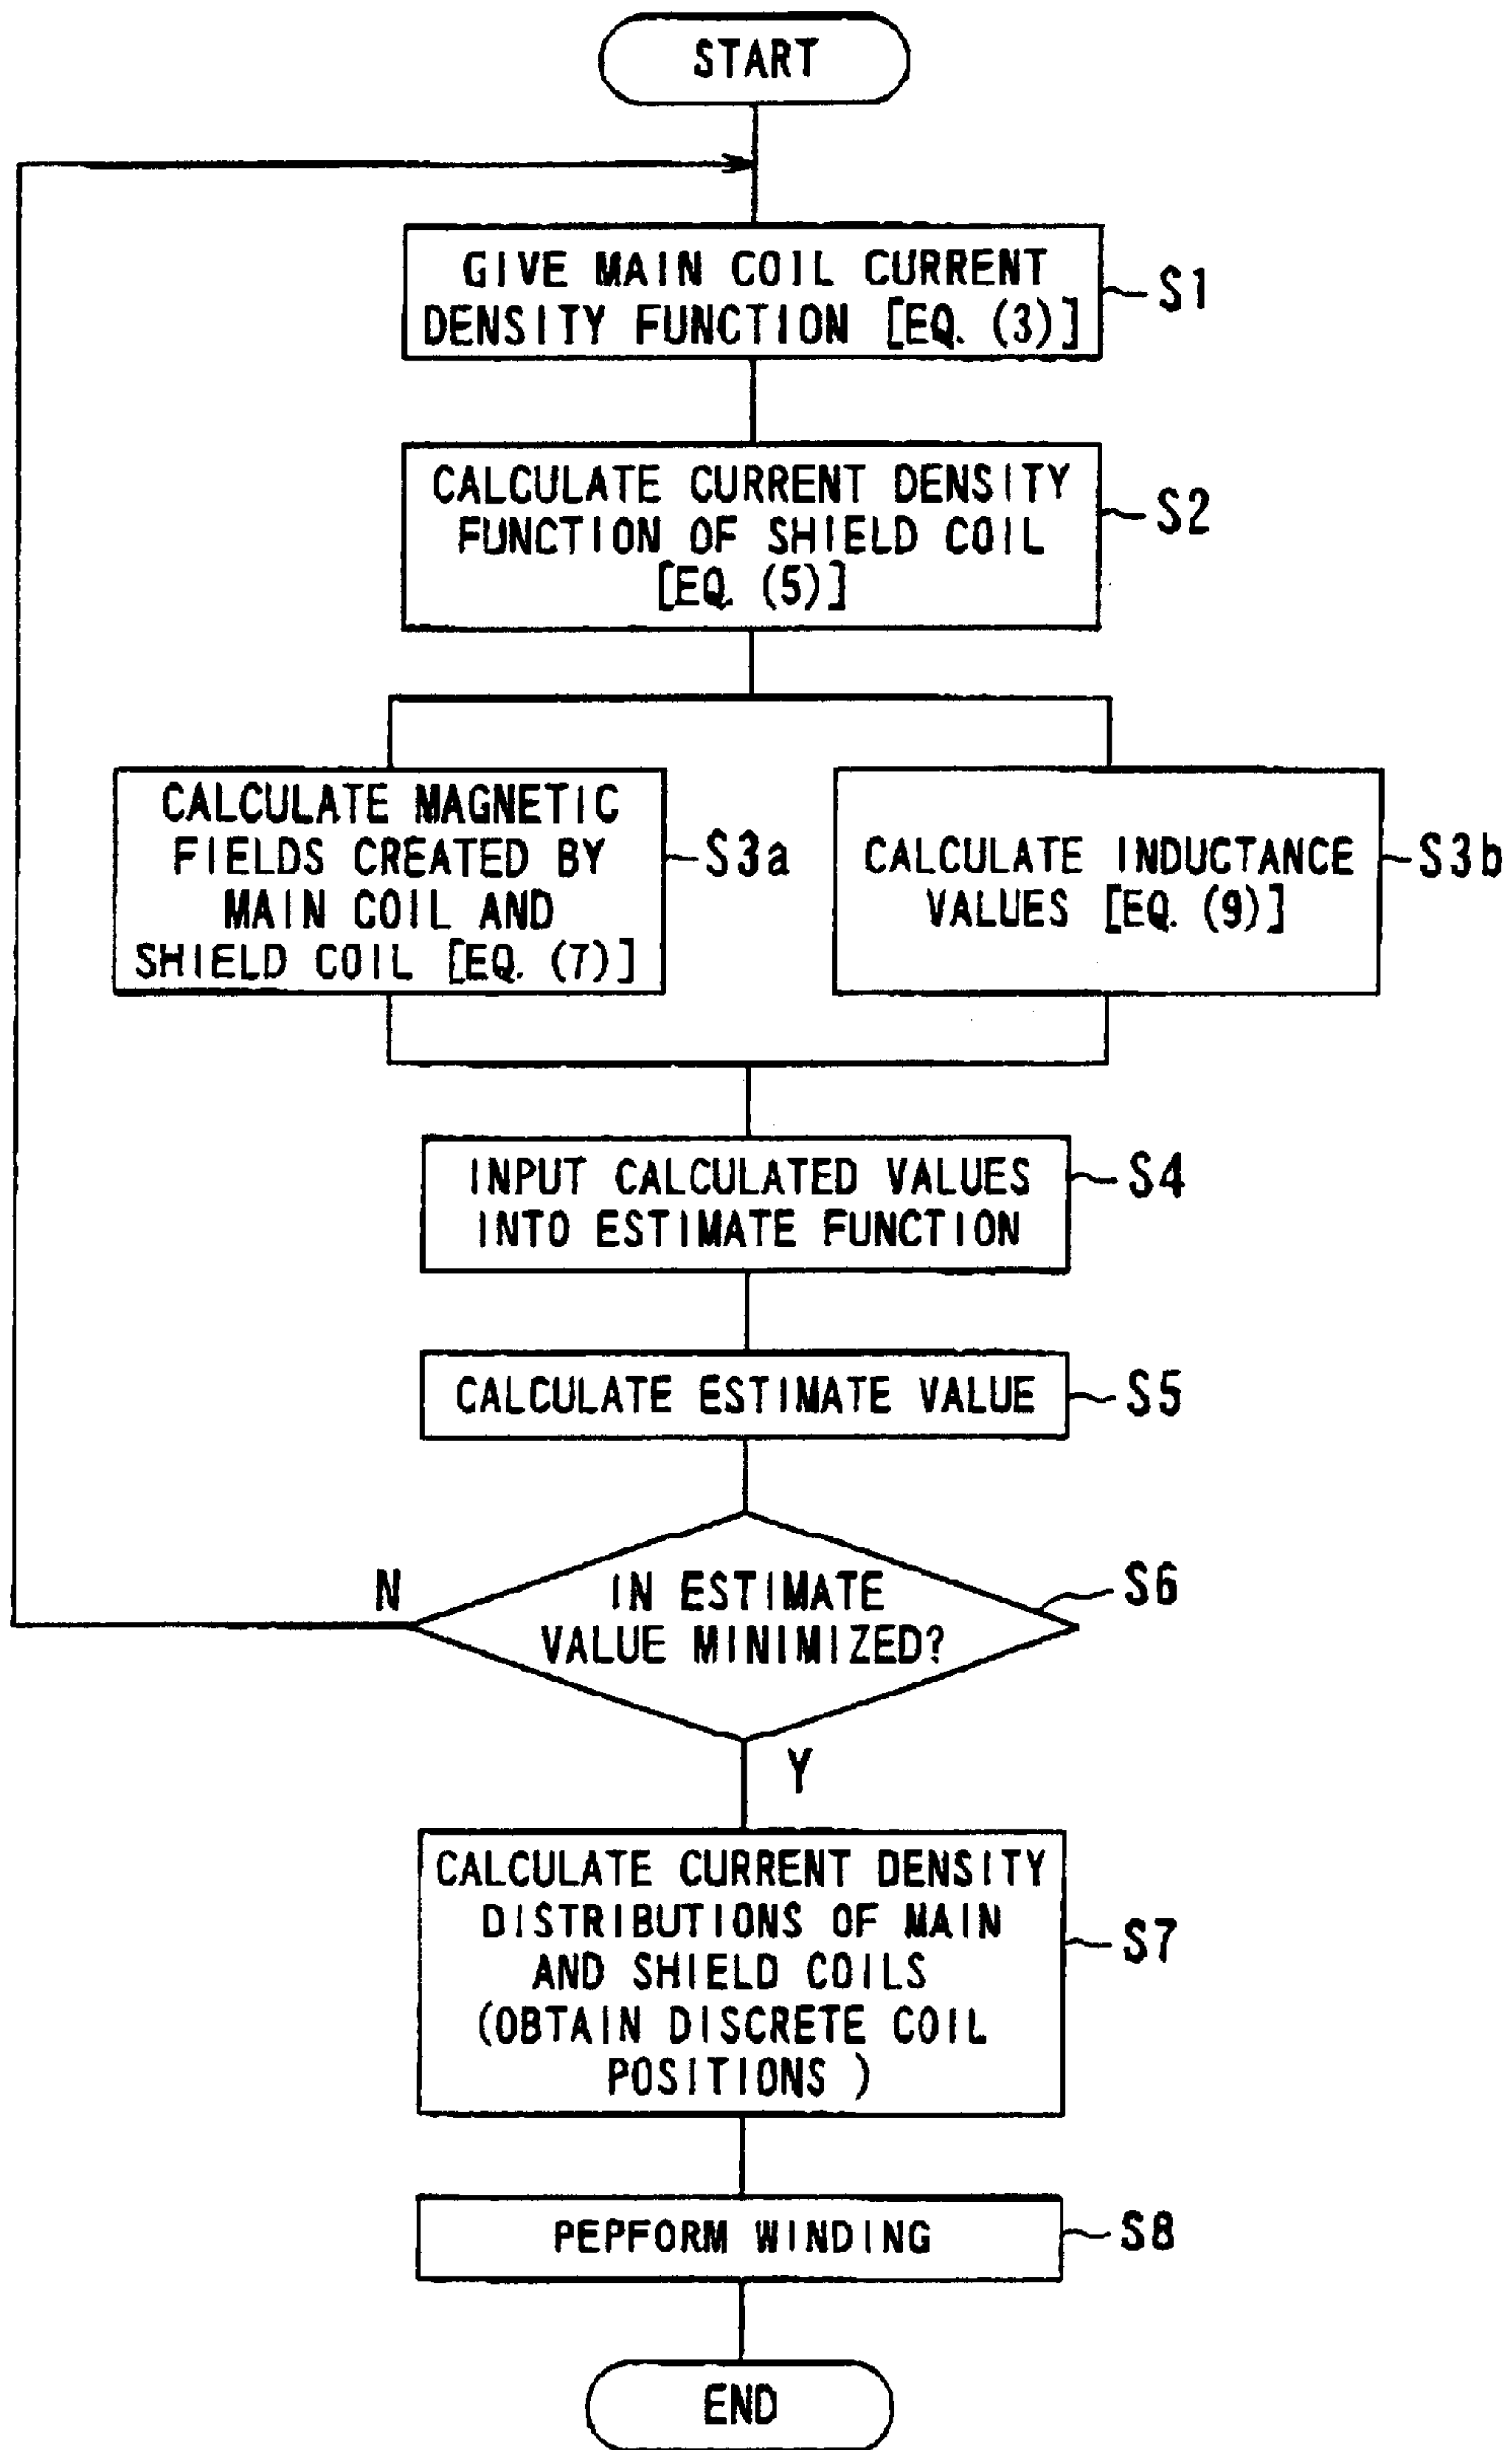 START
GIVE MAIN COIL CURRENT
DENSITY FUNCTION [EQ. (3)]
S1
CALCULATE CURRENT DENSITY
FUNCTION OF SHIELD COIL
[EQ. (5)]
S2
CALCULATE MAGNETIC
FIELDS CREATED BY
MAIN COIL AND
SHIELD COIL [EQ. (7)]
S3a
CALCULATE INDUCTANCE
VALUES [EQ. (9)]
S3b
INPUT CALCULATED VALUES
INTO ESTIMATE FUNCTION
S4
CALCULATE ESTIMATE VALUE
S5
N
IN ESTIMATE
VALUE MINIMIZED?
S6
Y
CALCULATE CURRENT DENSITY
DISTRIBUTIONS OF MAIN
AND SHIELD COILS
(OBTAIN DISCRETE COIL
POSITIONS )
S7
PEPFORM WINDING
S8
END